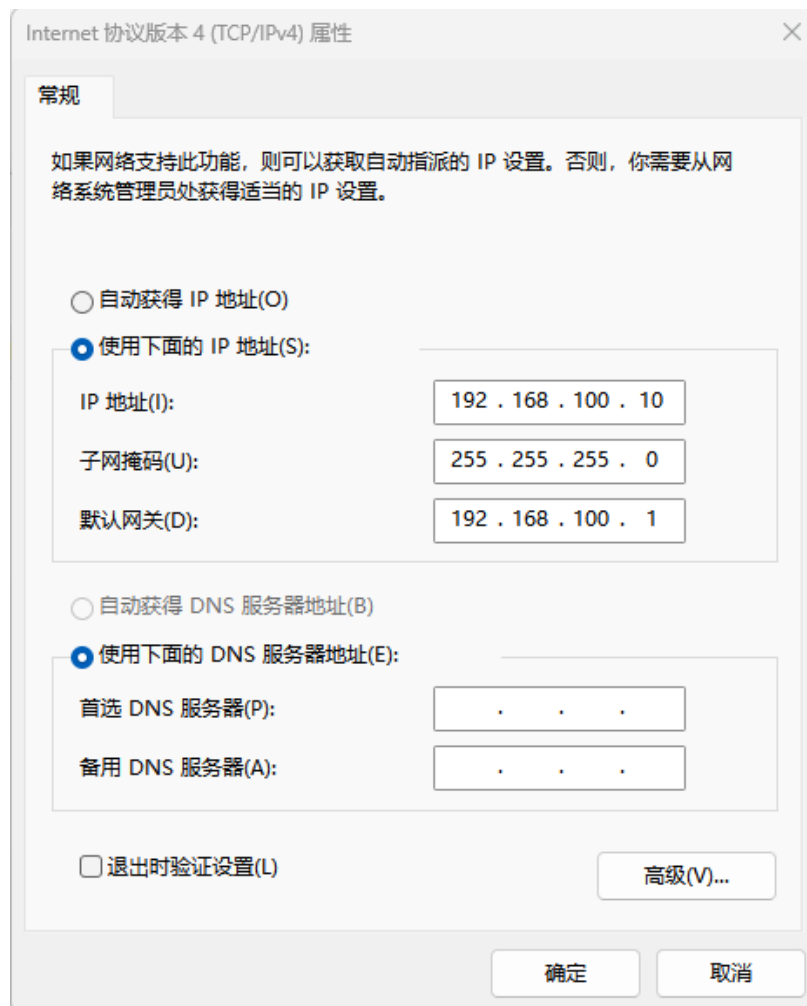 Internet 协议版本 4 (TCP/IPv4) 属性
常规
如果网络支持此功能，则可以获取自动指派的 IP 设置。否则，你需要从网
络系统管理员处获得适当的 IP 设置。
自动获得 IP 地址(O)
使用下面的 IP 地址(S):
IP 地址(I):
192 . 168 . 100 . 10
子网掩码(U):
255 . 255 . 255 . 0
默认网关(D):
192 . 168 . 100 . 1
自动获得 DNS 服务器地址(B)
使用下面的 DNS 服务器地址(E):
首选 DNS 服务器(P):
. . .
备用 DNS 服务器(A):
. . .
退出时验证设置(L)
高级(V)...
确定
取消